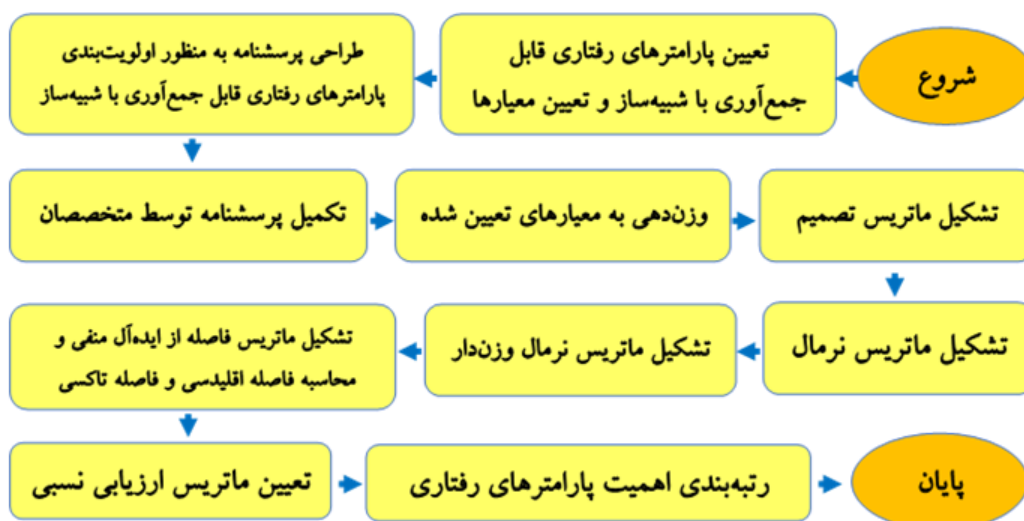 شروع
تعیین پارامترهای رفتاری قابل
جمع‌آوری با شبیه‌ساز و تعیین معیارها
طراحی پرسشنامه به منظور اولویت‌بندی
پارامترهای رفتاری قابل جمع‌آوری با شبیه‌ساز
تکمیل پرسشنامه توسط متخصصان
وزن‌دهی به معیارهای تعیین شده
تشکیل ماتریس تصمیم
تشکیل ماتریس نرمال
تشکیل ماتریس نرمال وزن‌دار
تشکیل ماتریس فاصله از ایده‌آل منفی و
محاسبه فاصله اقلیدسی و فاصله تاکسی
تعیین ماتریس ارزیابی نسبی
رتبه‌بندی اهمیت پارامترهای رفتاری
پایان